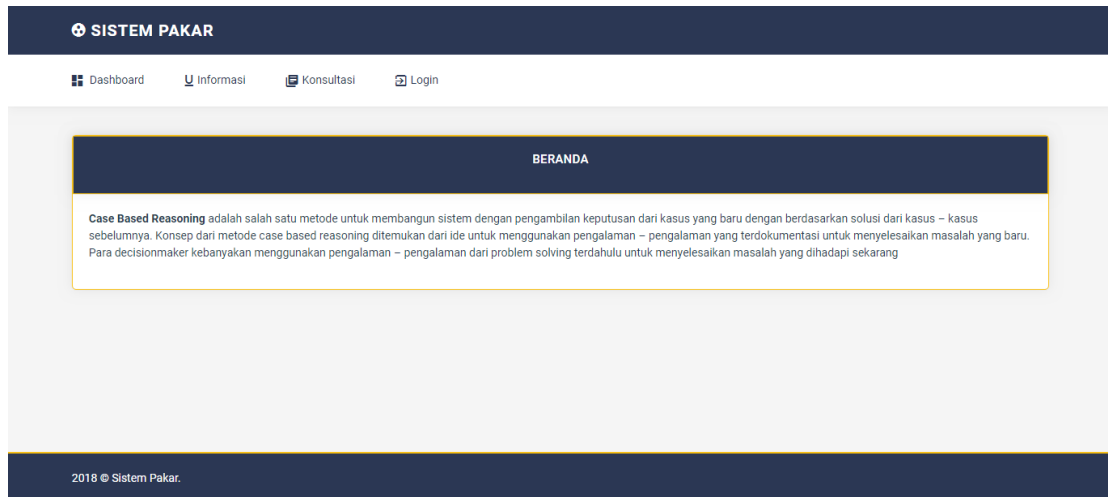 SISTEM PAKAR
Dashboard
Informasi
Konsultasi
Login
BERANDA
Case Based Reasoning adalah salah satu metode untuk membangun sistem dengan pengambilan keputusan dari kasus yang baru dengan berdasarkan solusi dari kasus – kasus
sebelumnya. Konsep dari metode case based reasoning ditemukan dari ide untuk menggunakan pengalaman – pengalaman yang terdokumentasi untuk menyelesaikan masalah yang baru.
Para decisionmaker kebanyakan menggunakan pengalaman – pengalaman dari problem solving terdahulu untuk menyelesaikan masalah yang dihadapi sekarang
2018 © Sistem Pakar.